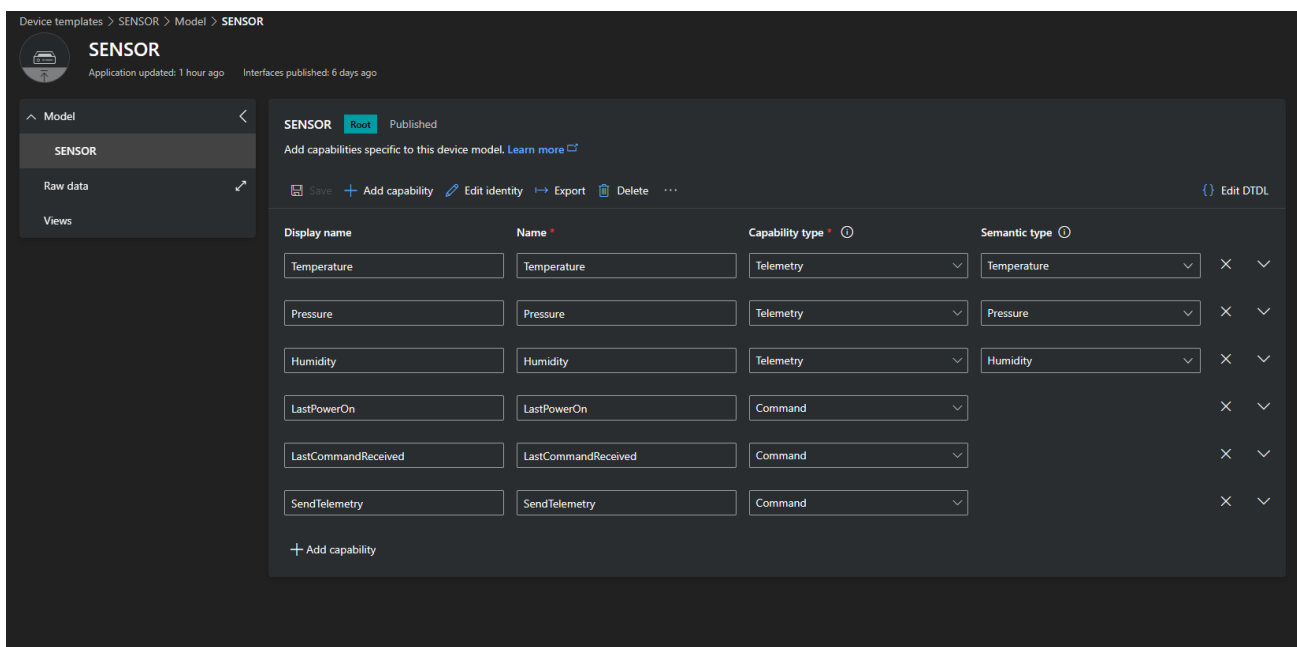 Device templates > SENSOR > Model > SENSOR
SENSOR
Application updated: 1 hour ago Interfaces published: 6 days ago
Model
SENSOR
Raw data
Views
SENSOR Root Published
Add capabilities specific to this device model. Learn more
Save Add capability Edit identity Export Delete ··· {} Edit DTDL
Display name Name * Capability type * Semantic type
Temperature Temperature Telemetry Temperature
Pressure Pressure Telemetry Pressure
Humidity Humidity Telemetry Humidity
LastPowerOn LastPowerOn Command
LastCommandReceived LastCommandReceived Command
SendTelemetry SendTelemetry Command
+ Add capability